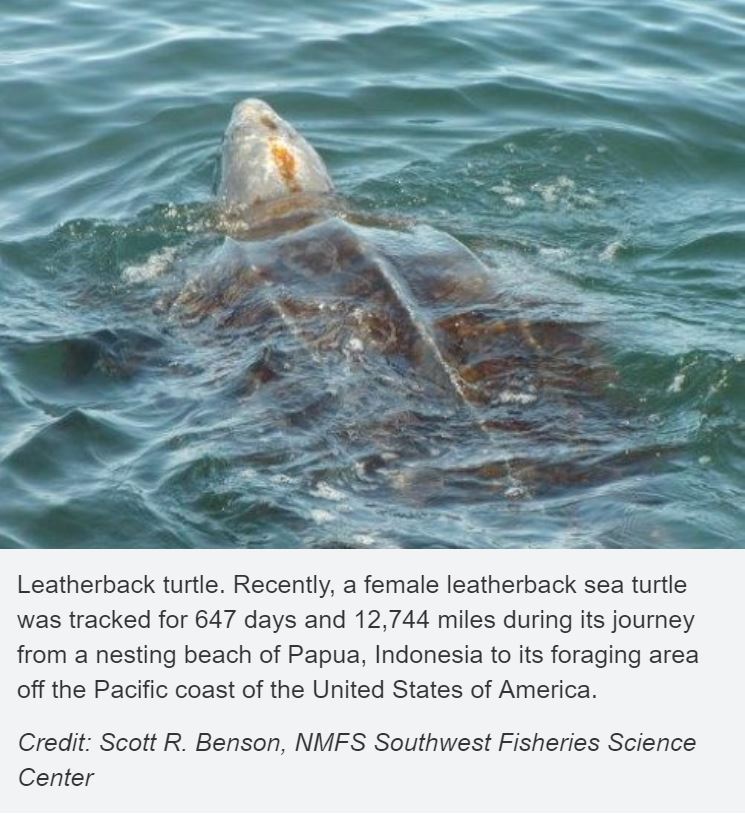 Leatherback turtle. Recently, a female leatherback sea turtle
was tracked for 647 days and 12,744 miles during its journey
from a nesting beach of Papua, Indonesia to its foraging area
off the Pacific coast of the United States of America.
Credit: Scott R. Benson, NMFS Southwest Fisheries Science
Center